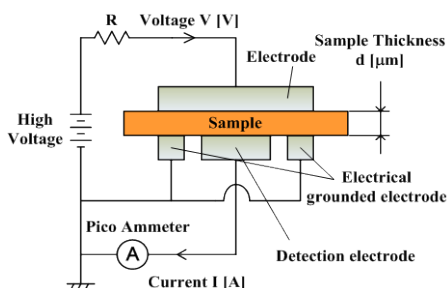 R
Voltage V [V]
Electrode
Sample Thickness
d [μm]
High
Voltage
Sample
Pico Ammeter
A
Electrical
grounded electrode
Detection electrode
Current I [A]